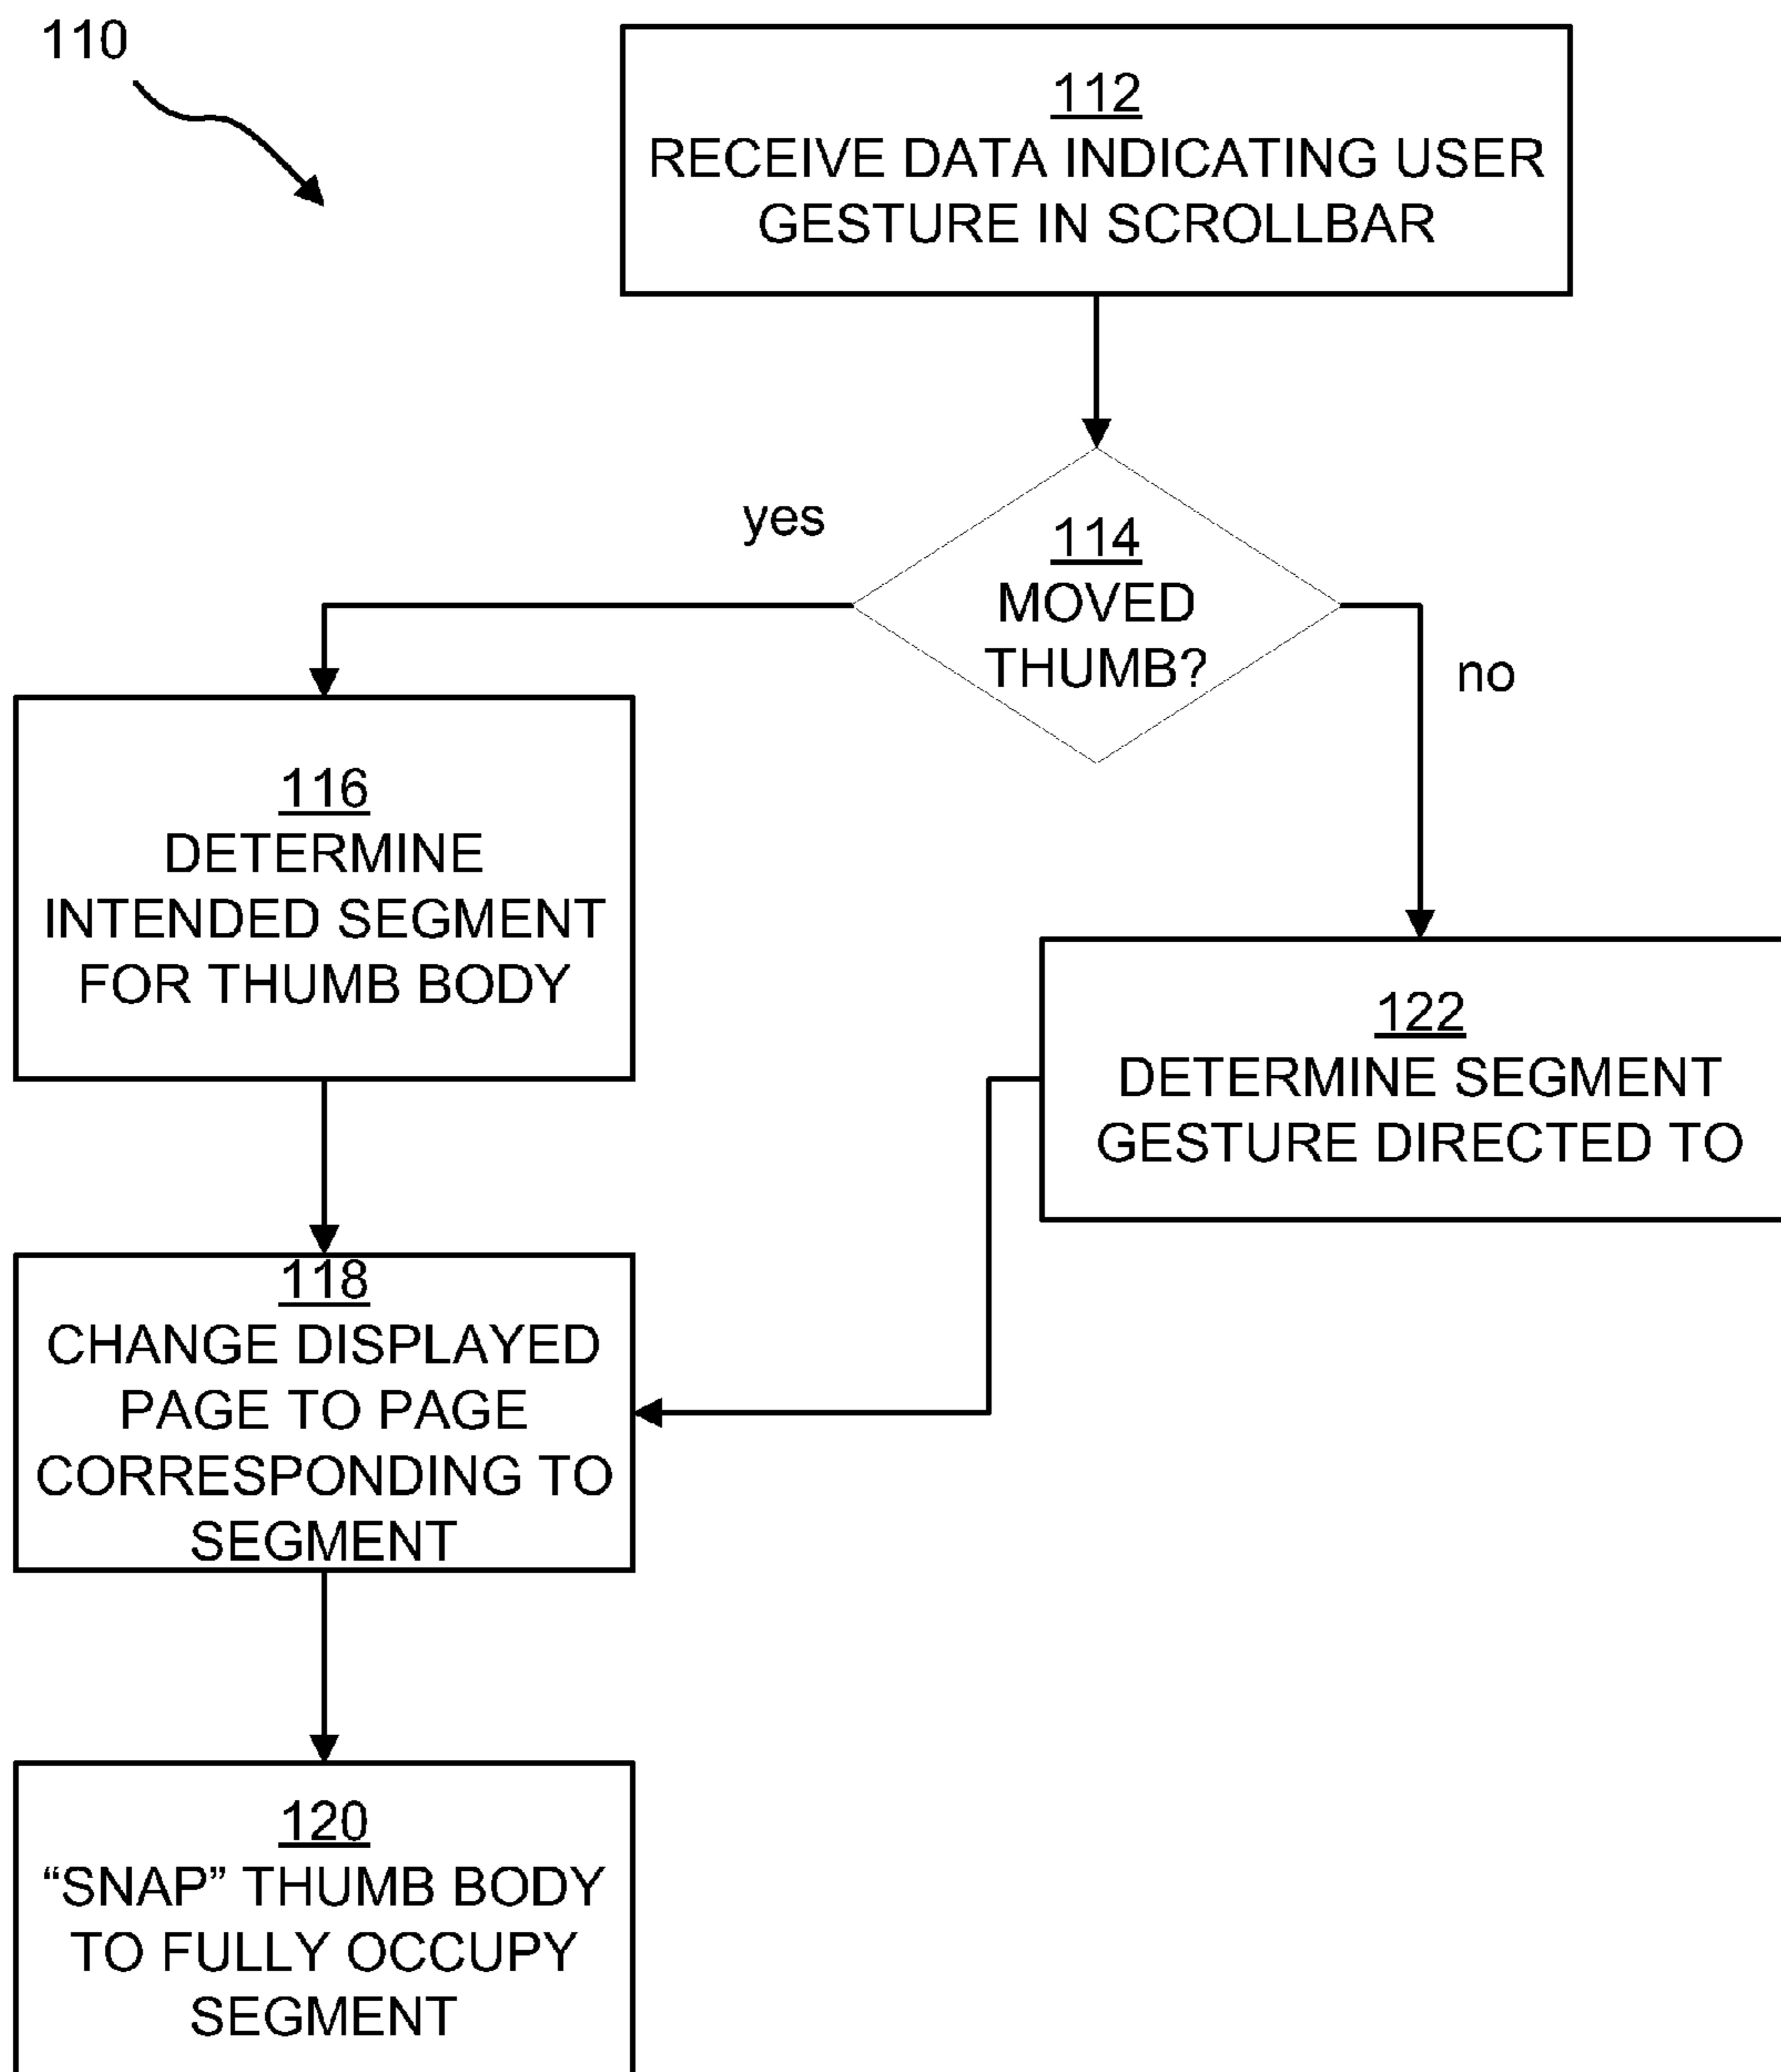 110
112
RECEIVE DATA INDICATING USER
GESTURE IN SCROLLBAR
yes
114
MOVED
THUMB?
no
116
DETERMINE
INTENDED SEGMENT
FOR THUMB BODY
122
DETERMINE SEGMENT
GESTURE DIRECTED TO
118
CHANGE DISPLAYED
PAGE TO PAGE
CORRESPONDING TO
SEGMENT
120
“SNAP” THUMB BODY
TO FULLY OCCUPY
SEGMENT